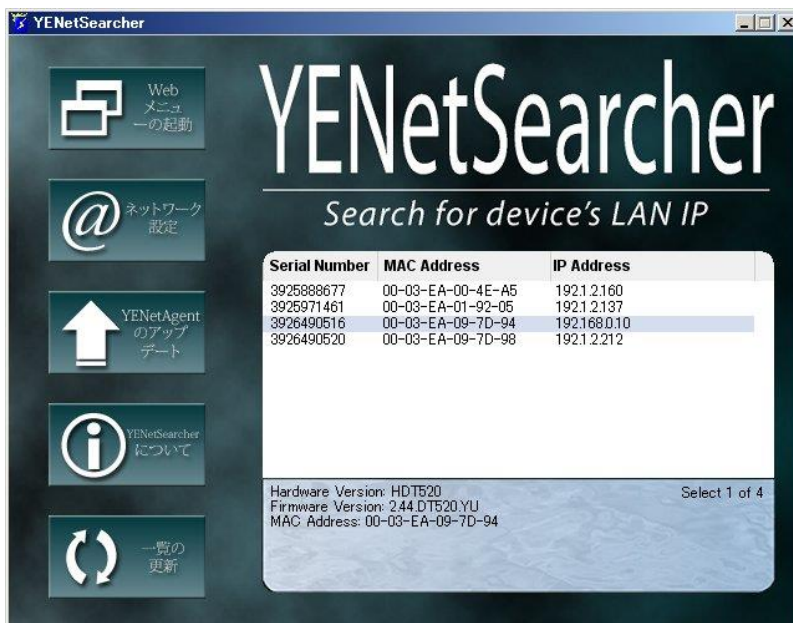 YENetSearcher
Web
メニュ
ーの起動
ネットワーク
設定
YENetAgent
のアップ
デート
YENetSearcher
について
一覧の
更新
YENetSearcher
Search for device's LAN IP
Serial Number MAC Address IP Address
3925888677 00-03-EA-00-4E-A5 192.1.2.160
3925971461 00-03-EA-01-92-05 192.1.2.137
3926490516 00-03-EA-09-7D-94 192.168.0.10
3926490520 00-03-EA-09-7D-98 192.1.2.212
Hardware Version: HDT520 Select 1 of 4
Firmware Version: 2.44.DT520.YU
MAC Address: 00-03-EA-09-7D-94